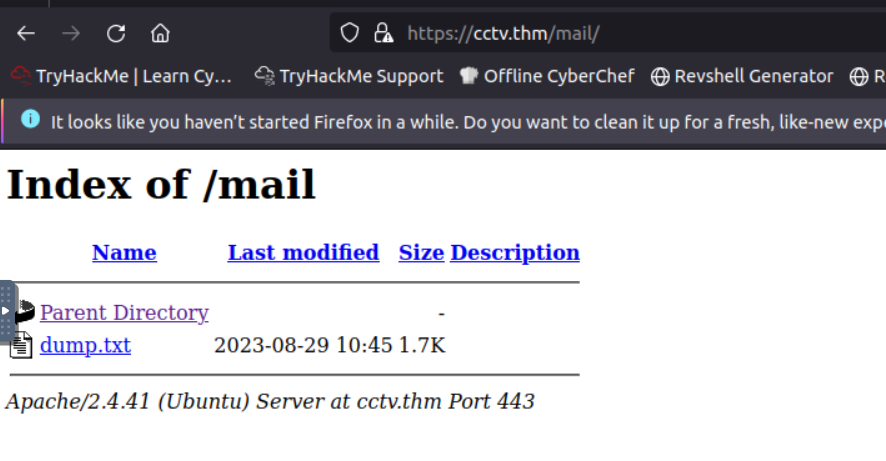 https://cctv.thm/mail/
TryHackMe | Learn Cy... TryHackMe Support Offline CyberChef Revshell Generator R
It looks like you haven't started Firefox in a while. Do you want to clean it up for a fresh, like-new expe
Index of /mail
Name Last modified Size Description
Parent Directory -
dump.txt 2023-08-29 10:45 1.7K
Apache/2.4.41 (Ubuntu) Server at cctv.thm Port 443